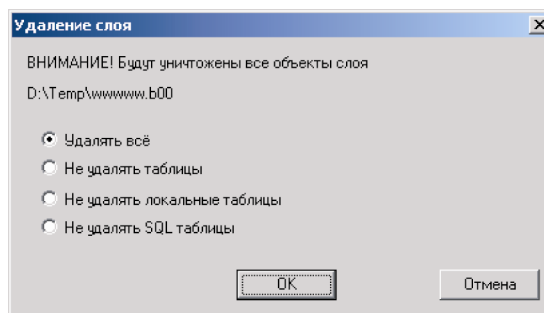 Удаление слоя
ВНИМАНИЕ! Будут уничтожены все объекты слоя
D:\Temp\wwwww.b00
Удалять всё
Не удалять таблицы
Не удалять локальные таблицы
Не удалять SQL таблицы
OK
Отмена